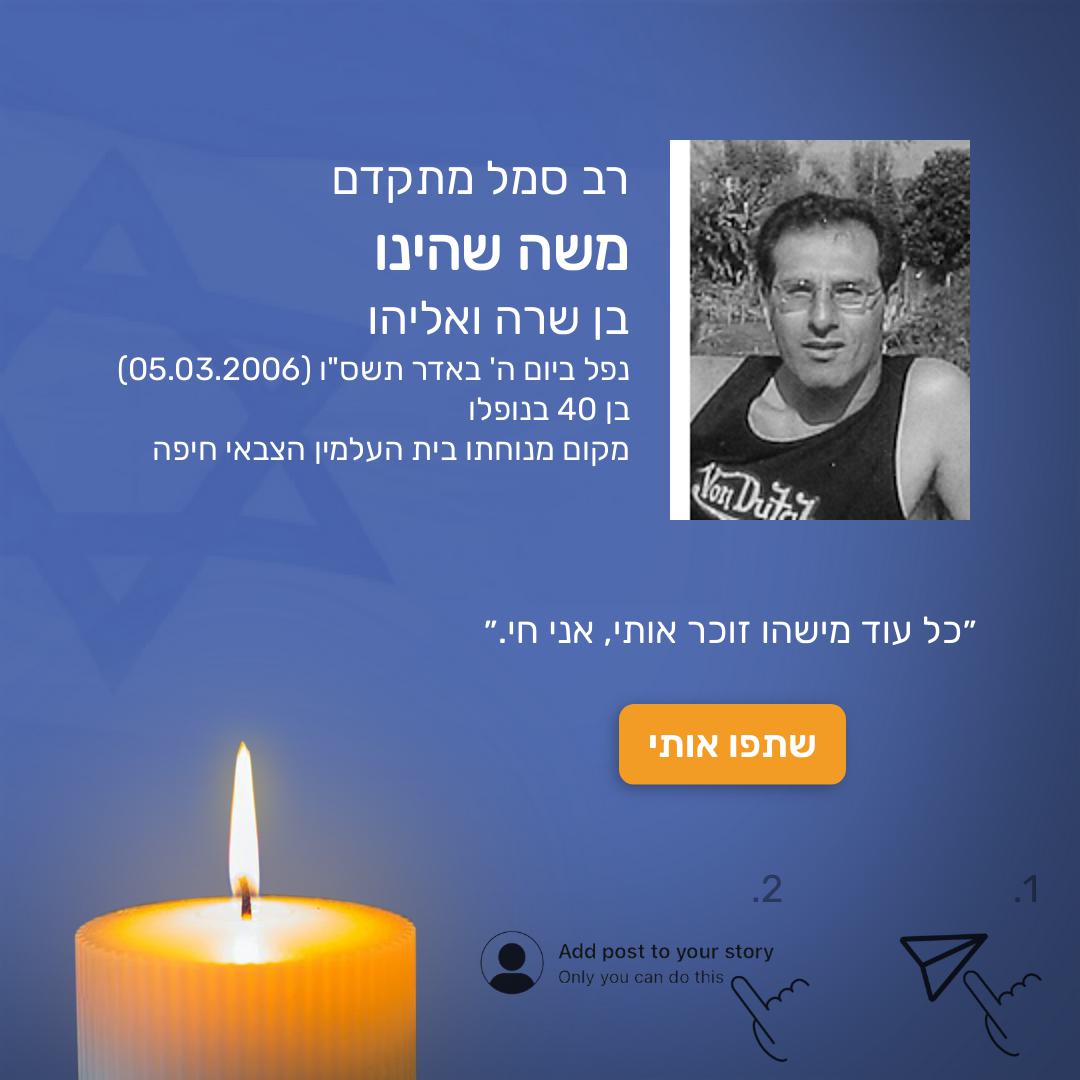 רב סמל מתקדם
משה שהינו
בן שרה ואליהו
נפל ביום ה' באדר תשס"ו (05.03.2006)
בן 40 בנופלו
מקום מנוחתו בית העלמין הצבאי חיפה
Von Dutch
״כל עוד מישהו זוכר אותי, אני חי.״
שתפו אותי
1.
2.
Add post to your story
Only you can do this